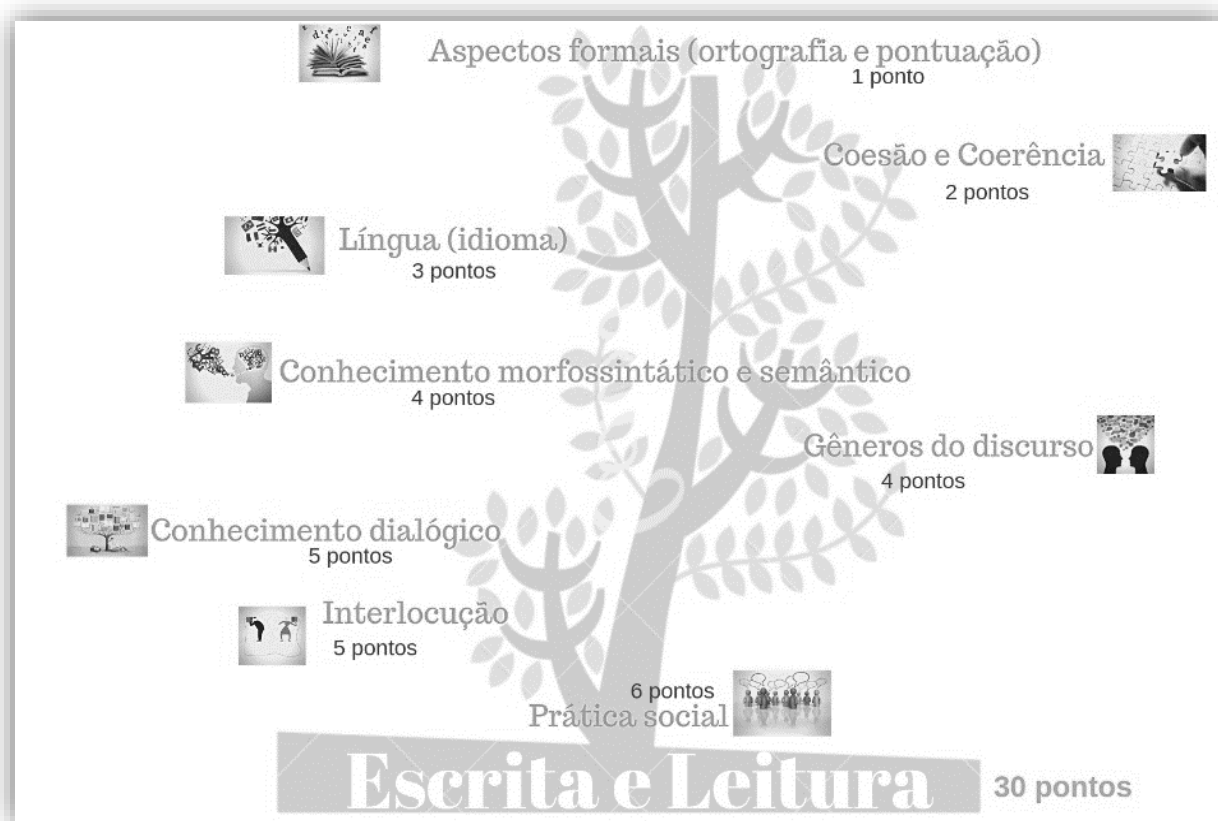 Aspectos formais (ortografia e pontuação)
1 ponto
Coesão e Coerência
2 pontos
Língua (idioma)
3 pontos
Conhecimento morfossintático e semântico
4 pontos
Gêneros do discurso
4 pontos
Conhecimento dialógico
5 pontos
Interlocução
5 pontos
6 pontos
Prática social
Escrita e Leitura
30 pontos